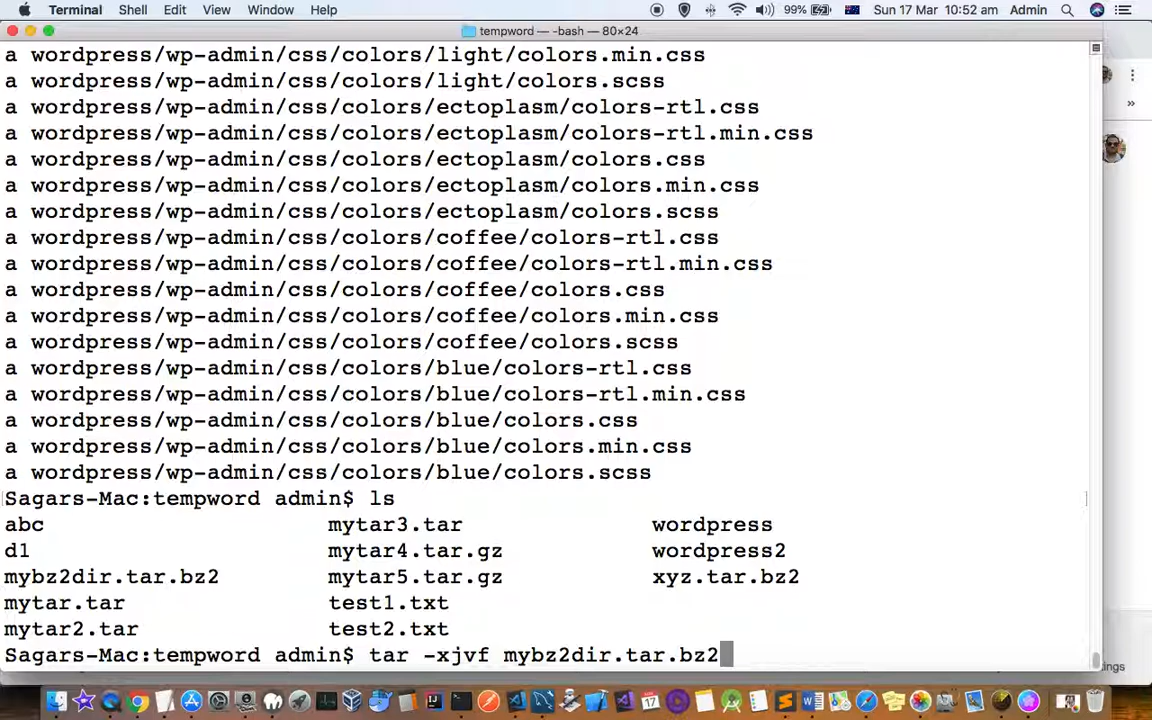 Terminal Shell Edit View Window Help 99% Sun 17 Mar 10:52 am Admin
tempword — -bash — 80×24
a wordpress/wp-admin/css/colors/light/colors.min.css
a wordpress/wp-admin/css/colors/light/colors.scss
a wordpress/wp-admin/css/colors/ectoplasm/colors-rtl.css
a wordpress/wp-admin/css/colors/ectoplasm/colors-rtl.min.css
a wordpress/wp-admin/css/colors/ectoplasm/colors.css
a wordpress/wp-admin/css/colors/ectoplasm/colors.min.css
a wordpress/wp-admin/css/colors/ectoplasm/colors.scss
a wordpress/wp-admin/css/colors/coffee/colors-rtl.css
a wordpress/wp-admin/css/colors/coffee/colors-rtl.min.css
a wordpress/wp-admin/css/colors/coffee/colors.css
a wordpress/wp-admin/css/colors/coffee/colors.min.css
a wordpress/wp-admin/css/colors/coffee/colors.scss
a wordpress/wp-admin/css/colors/blue/colors-rtl.css
a wordpress/wp-admin/css/colors/blue/colors-rtl.min.css
a wordpress/wp-admin/css/colors/blue/colors.css
a wordpress/wp-admin/css/colors/blue/colors.min.css
a wordpress/wp-admin/css/colors/blue/colors.scss
Sagars-Mac:tempword admin$ ls
abc mytar3.tar wordpress
d1 mytar4.tar.gz wordpress2
mybz2dir.tar.bz2 mytar5.tar.gz xyz.tar.bz2
mytar.tar test1.txt
mytar2.tar test2.txt
Sagars-Mac:tempword admin$ tar -xjvf mybz2dir.tar.bz2